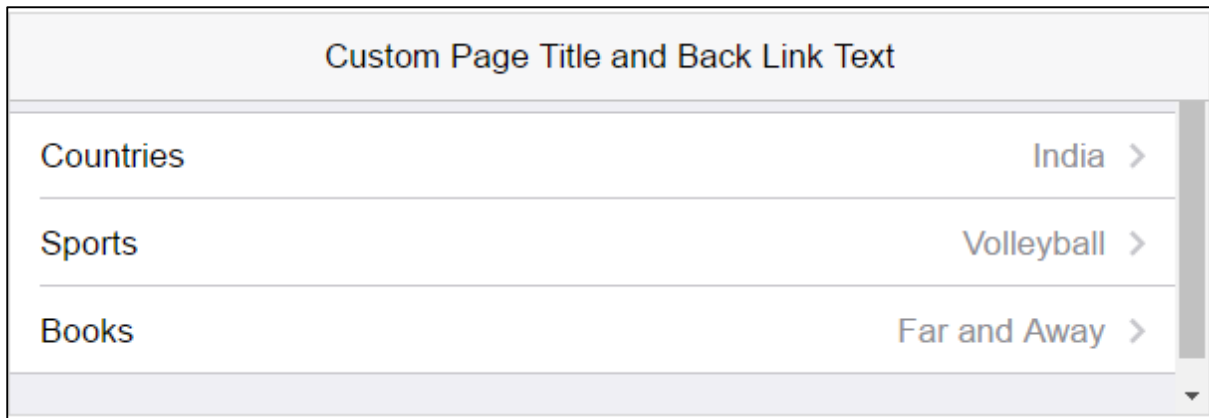 Custom Page Title and Back Link Text
Countries India
Sports Volleyball
Books Far and Away